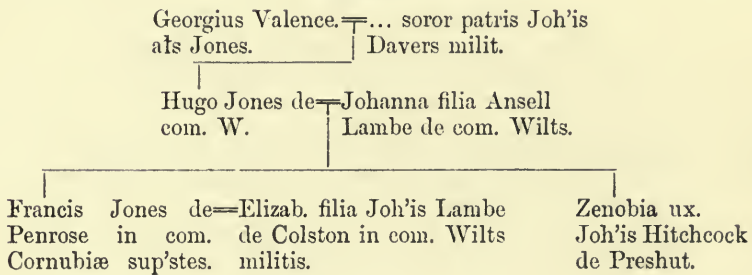 Georgius Valence. ... soror patris Joh'is
als Jones. Davers milit.
Hugo Jones de Johanna filia Ansell
com. W. Lambe de com. Wilts.
Francis Jones de Elizab. filia Joh'is Lambe Zenobia ux.
Penrose in com. de Colston in com. Wilts Joh'is Hitchcock
Cornubiæ sup'stes. militis. de Preshut.